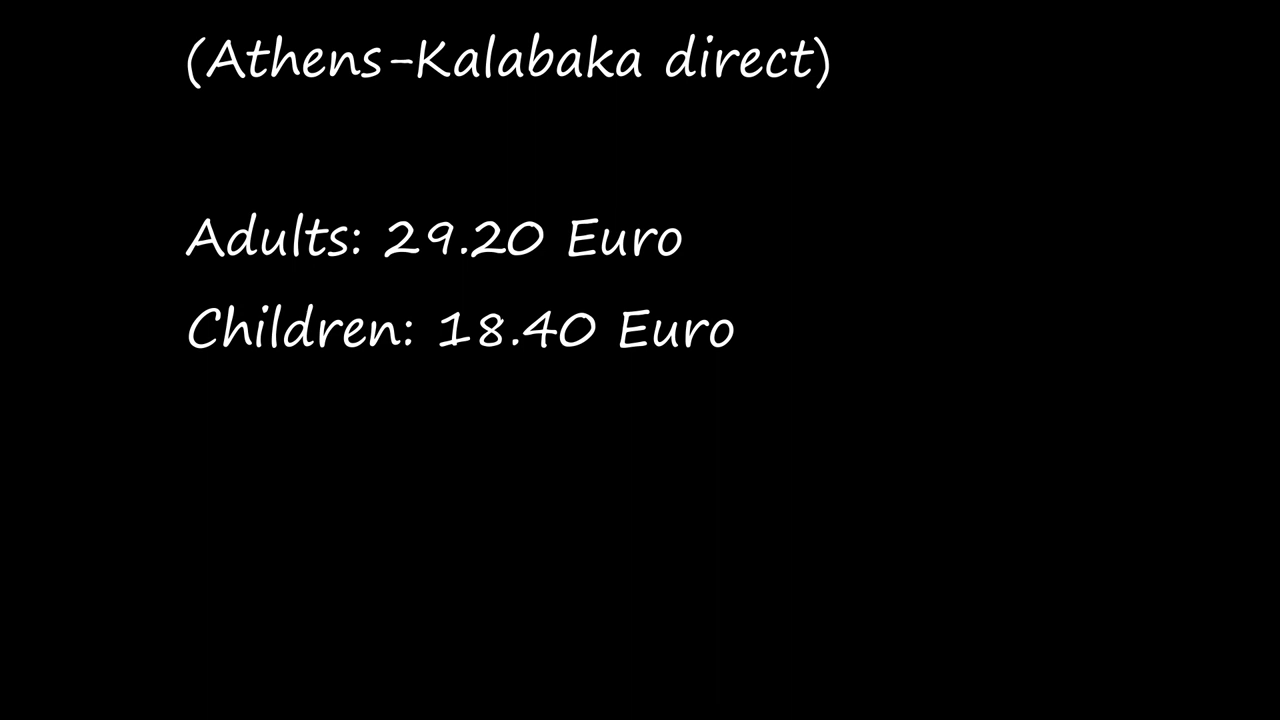 (Athens-Kalabaka direct)
Adults: 29.20 Euro
Children: 18.40 Euro